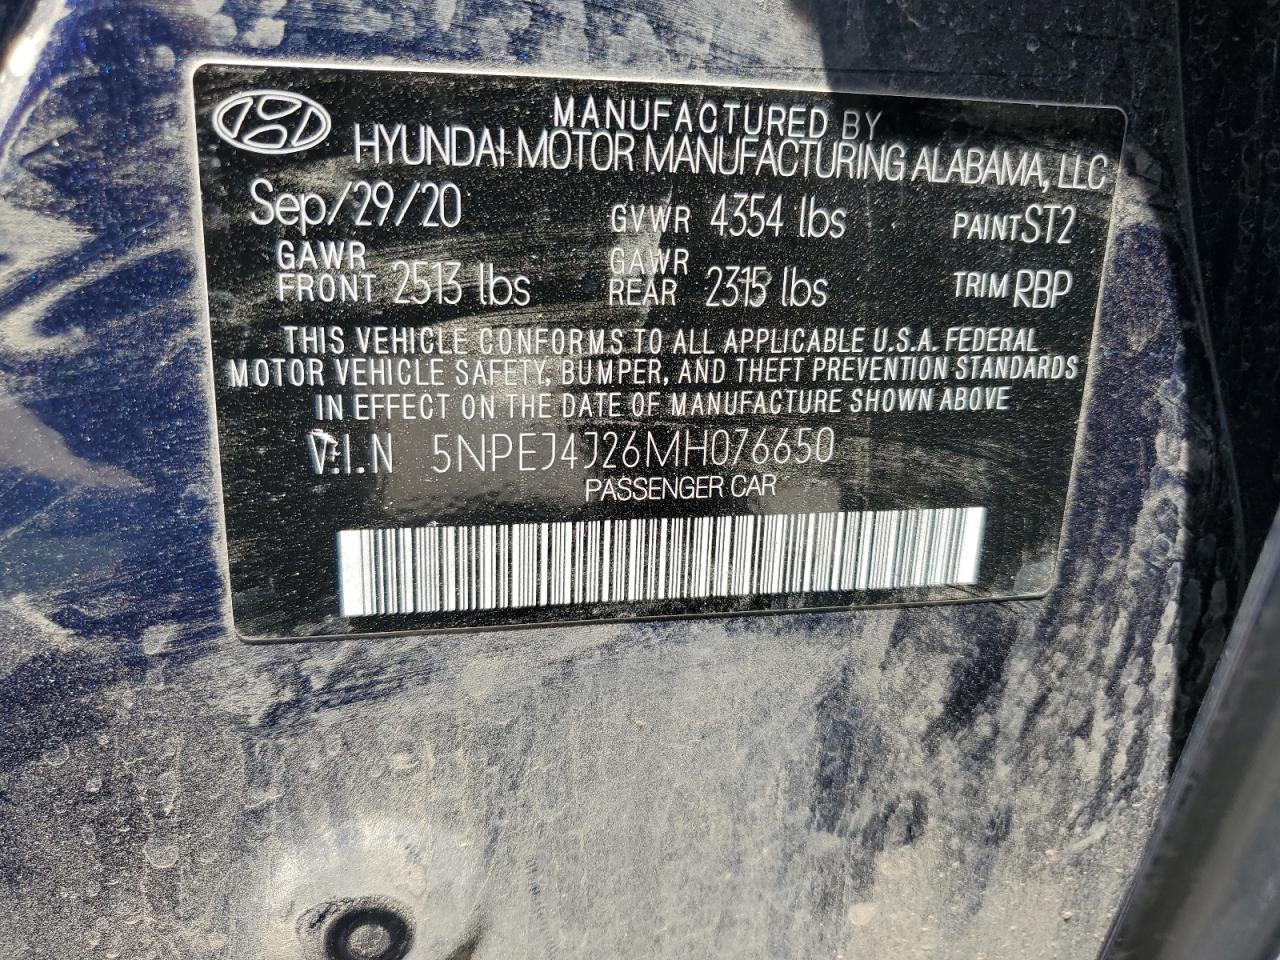 MANUFACTURED BY
HYUNDAI MOTOR MANUFACTURING ALABAMA, LLC
Sep/29/20 GVWR 4354 lbs PAINT ST2
GAWR FRONT 2513 lbs GAWR REAR 2315 lbs TRIM RBP
THIS VEHICLE CONFORMS TO ALL APPLICABLE U.S.A. FEDERAL
MOTOR VEHICLE SAFETY, BUMPER, AND THEFT PREVENTION STANDARDS
IN EFFECT ON THE DATE OF MANUFACTURE SHOWN ABOVE
V.I.N 5NPEJ4J26MH076650
PASSENGER CAR